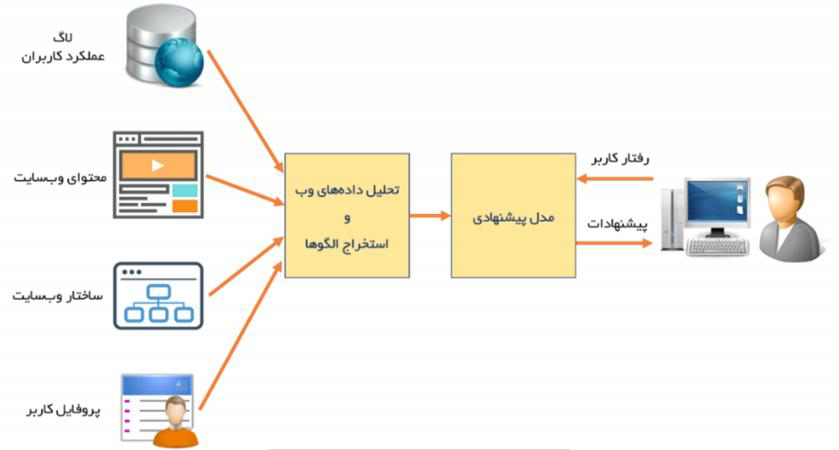 لاگ
عملکرد کاربران
محتوای وب‌سایت
ساختار وب‌سایت
پروفایل کاربر
تحلیل داده‌های وب
و
استخراج الگوها
مدل پیشنهادی
رفتار کاربر
پیشنهادات